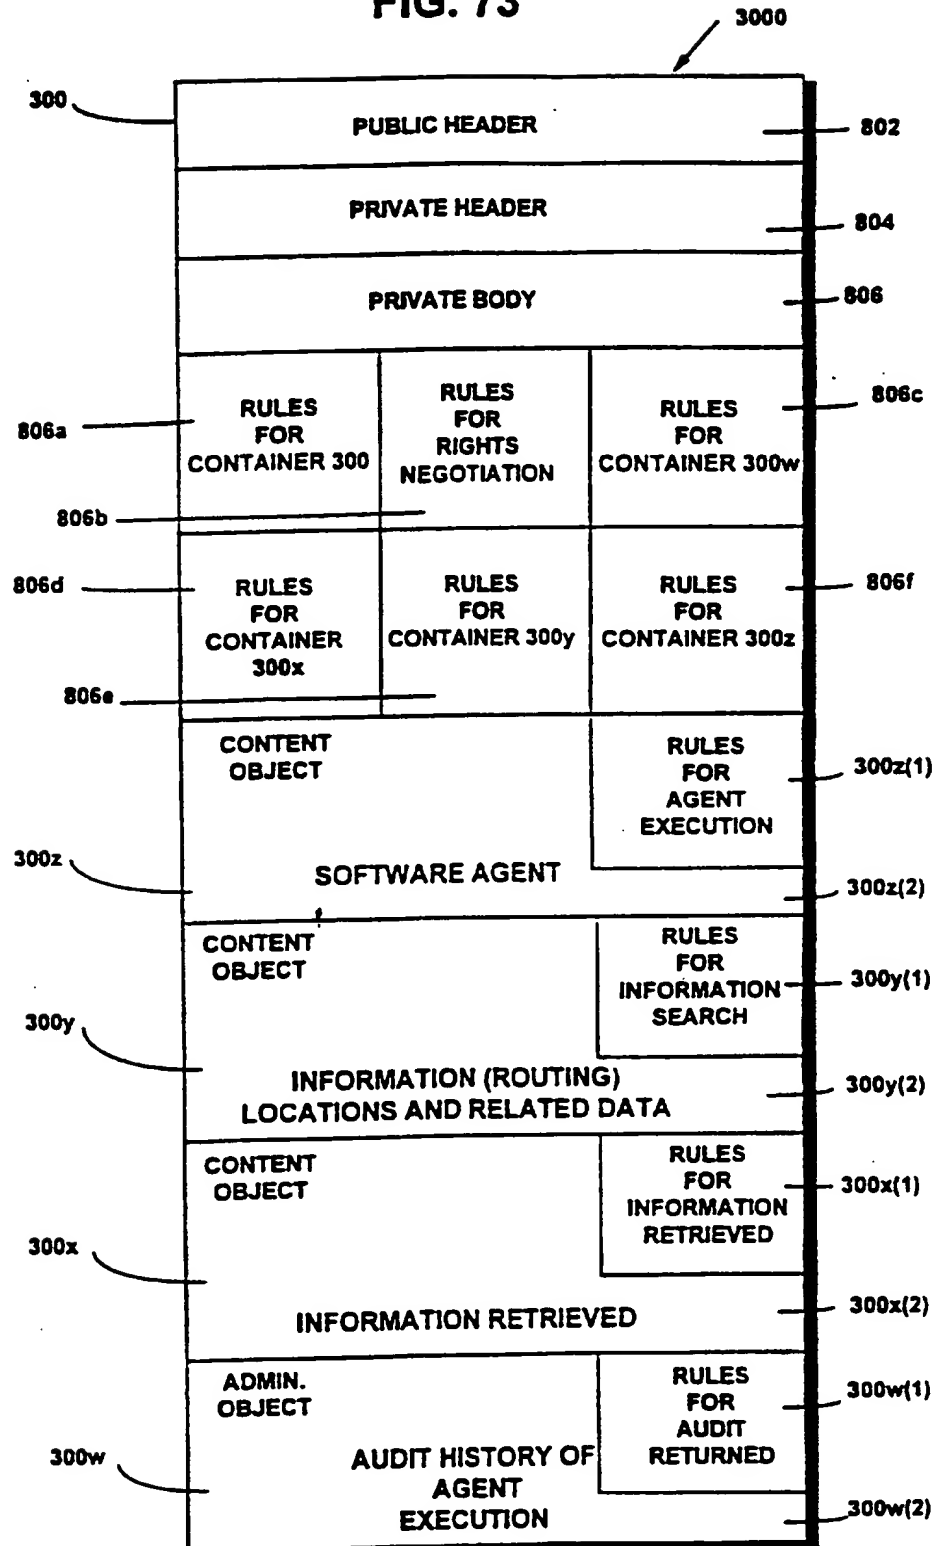 FIG. 73
3000
300
PUBLIC HEADER
802
PRIVATE HEADER
804
PRIVATE BODY
806
806a
RULES
FOR
CONTAINER 300
806b
RULES
FOR
RIGHTS
NEGOTIATION
RULES
FOR
CONTAINER 300w
806c
806d
RULES
FOR
CONTAINER
300x
806e
RULES
FOR
CONTAINER 300y
RULES
FOR
CONTAINER 300z
806f
CONTENT
OBJECT
RULES
FOR
AGENT
EXECUTION
300z(1)
300z
SOFTWARE AGENT
300z(2)
CONTENT
OBJECT
RULES
FOR
INFORMATION
SEARCH
300y(1)
300y
INFORMATION (ROUTING)
LOCATIONS AND RELATED DATA
300y(2)
CONTENT
OBJECT
RULES
FOR
INFORMATION
RETRIEVED
300x(1)
300x
INFORMATION RETRIEVED
300x(2)
ADMIN.
OBJECT
RULES
FOR
AUDIT
RETURNED
300w(1)
300w
AUDIT HISTORY OF
AGENT
EXECUTION
300w(2)